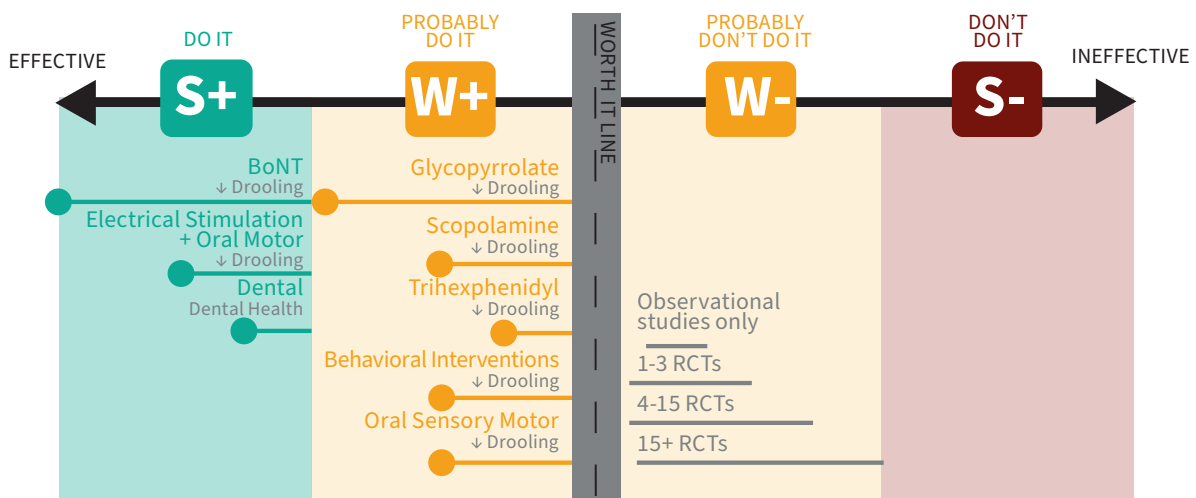 EFFECTIVE
DO IT
S+
PROBABLY
DO IT
W+
WORTH IT LINE
PROBABLY
DON'T DO IT
W-
DON'T
DO IT
S-
INEFFECTIVE
BoNT
↓ Drooling
Electrical Stimulation
+ Oral Motor
↓ Drooling
Dental
Dental Health
Glycopyrrolate
↓ Drooling
Scopolamine
↓ Drooling
Trihexphenidyl
↓ Drooling
Behavioral Interventions
↓ Drooling
Oral Sensory Motor
↓ Drooling
Observational
studies only
1-3 RCTs
4-15 RCTs
15+ RCTs